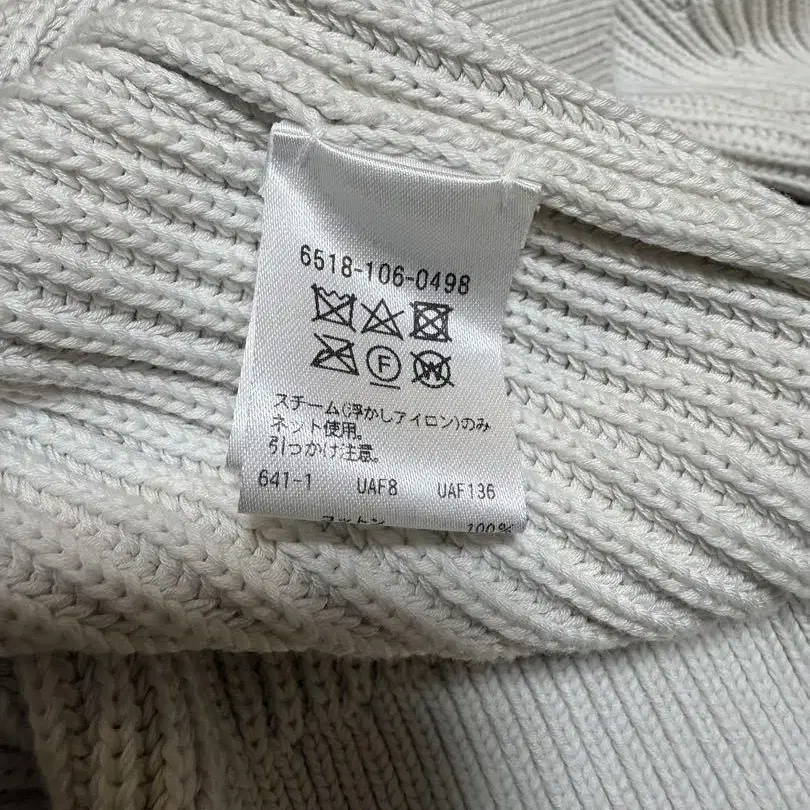 6518-106-0498
F W
スチーム(浮かしアイロン)のみ
ネット使用。
引っかけ注意。
641-1 UAF8 UAF136
100%